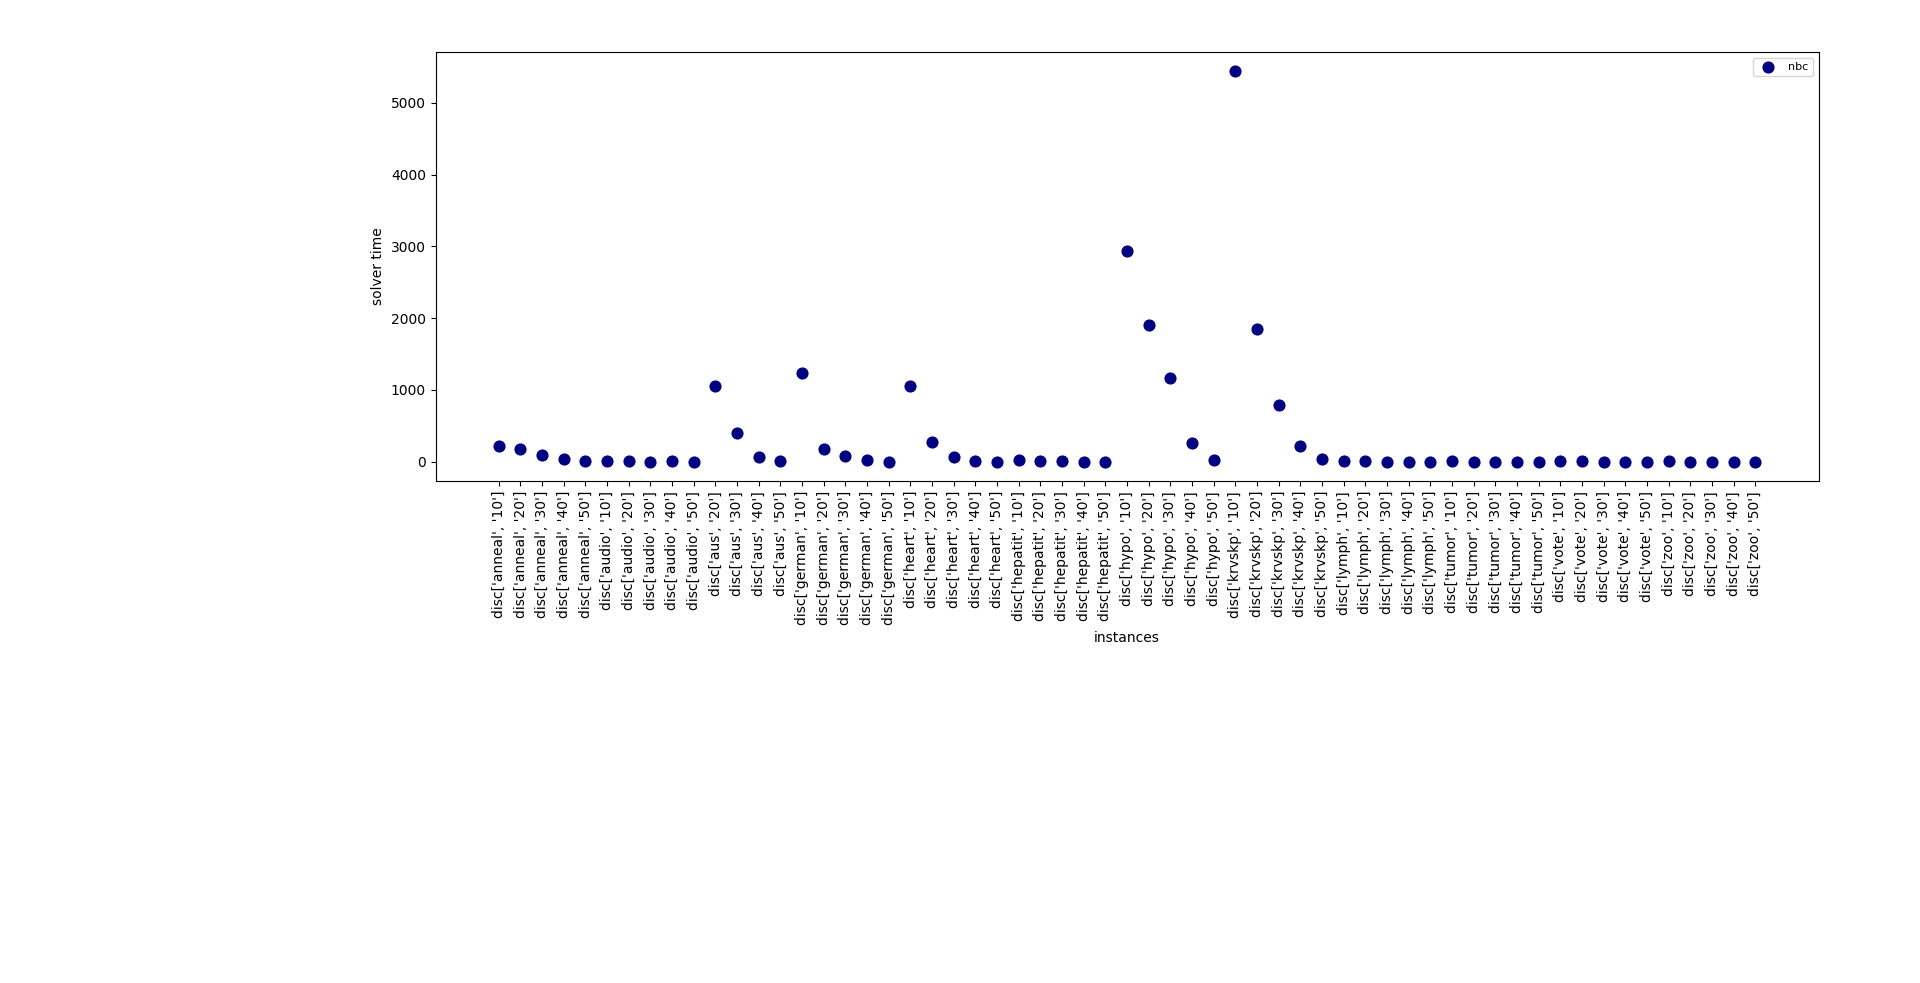 nbc
5000
4000
3000
2000
1000
0
solver time
disc['anneal', '10']
disc['anneal', '20']
disc['anneal', '30']
disc['anneal', '40']
disc['anneal', '50']
disc['audio', '10']
disc['audio', '20']
disc['audio', '30']
disc['audio', '40']
disc['audio', '50']
disc['aus', '20']
disc['aus', '30']
disc['aus', '40']
disc['aus', '50']
disc['german', '10']
disc['german', '20']
disc['german', '30']
disc['german', '40']
disc['german', '50']
disc['heart', '10']
disc['heart', '20']
disc['heart', '30']
disc['heart', '40']
disc['heart', '50']
disc['hepatit', '10']
disc['hepatit', '20']
disc['hepatit', '30']
disc['hepatit', '40']
disc['hepatit', '50']
disc['hypo', '10']
disc['hypo', '20']
disc['hypo', '30']
disc['hypo', '40']
disc['hypo', '50']
disc['krvskp', '10']
disc['krvskp', '20']
disc['krvskp', '30']
disc['krvskp', '40']
disc['krvskp', '50']
disc['lymph', '10']
disc['lymph', '20']
disc['lymph', '30']
disc['lymph', '40']
disc['lymph', '50']
disc['tumor', '10']
disc['tumor', '20']
disc['tumor', '30']
disc['tumor', '40']
disc['tumor', '50']
disc['vote', '10']
disc['vote', '20']
disc['vote', '30']
disc['vote', '40']
disc['vote', '50']
disc['zoo', '10']
disc['zoo', '20']
disc['zoo', '30']
disc['zoo', '40']
disc['zoo', '50']
instances